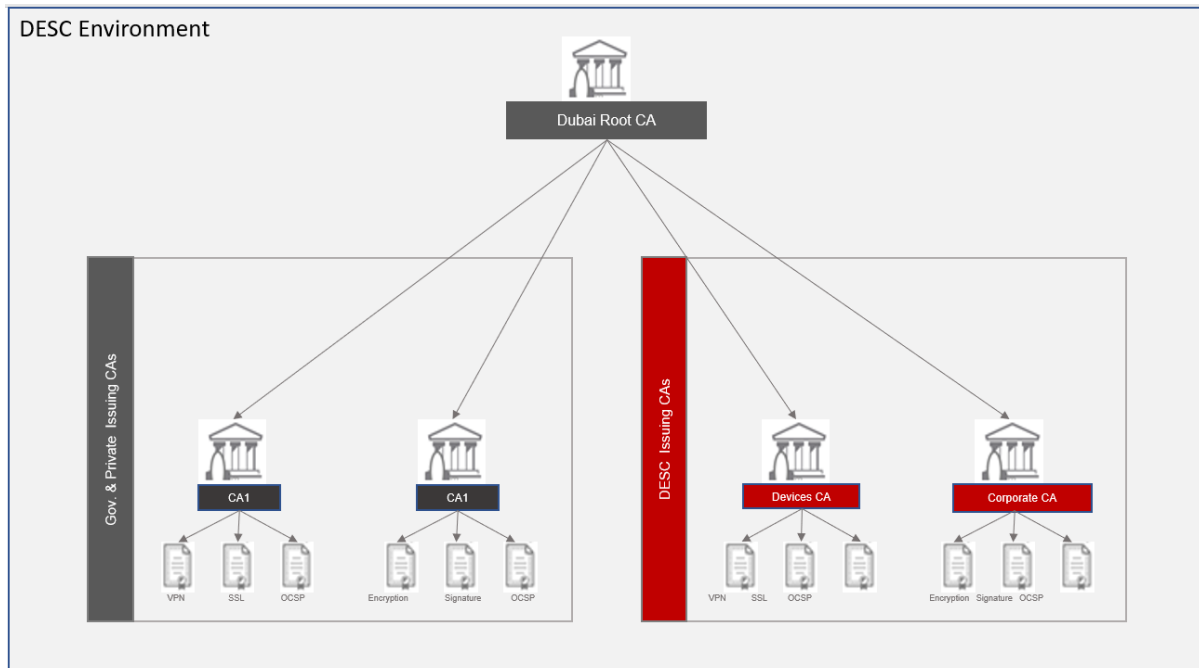 DESC Environment
Dubai Root CA
Gov. & Private Issuing CAs
CA1
CA1
VPN SSL OCSP
Encryption Signature OCSP
DESC Issuing CAs
Devices CA
Corporate CA
VPN SSL OCSP
Encryption Signature OCSP